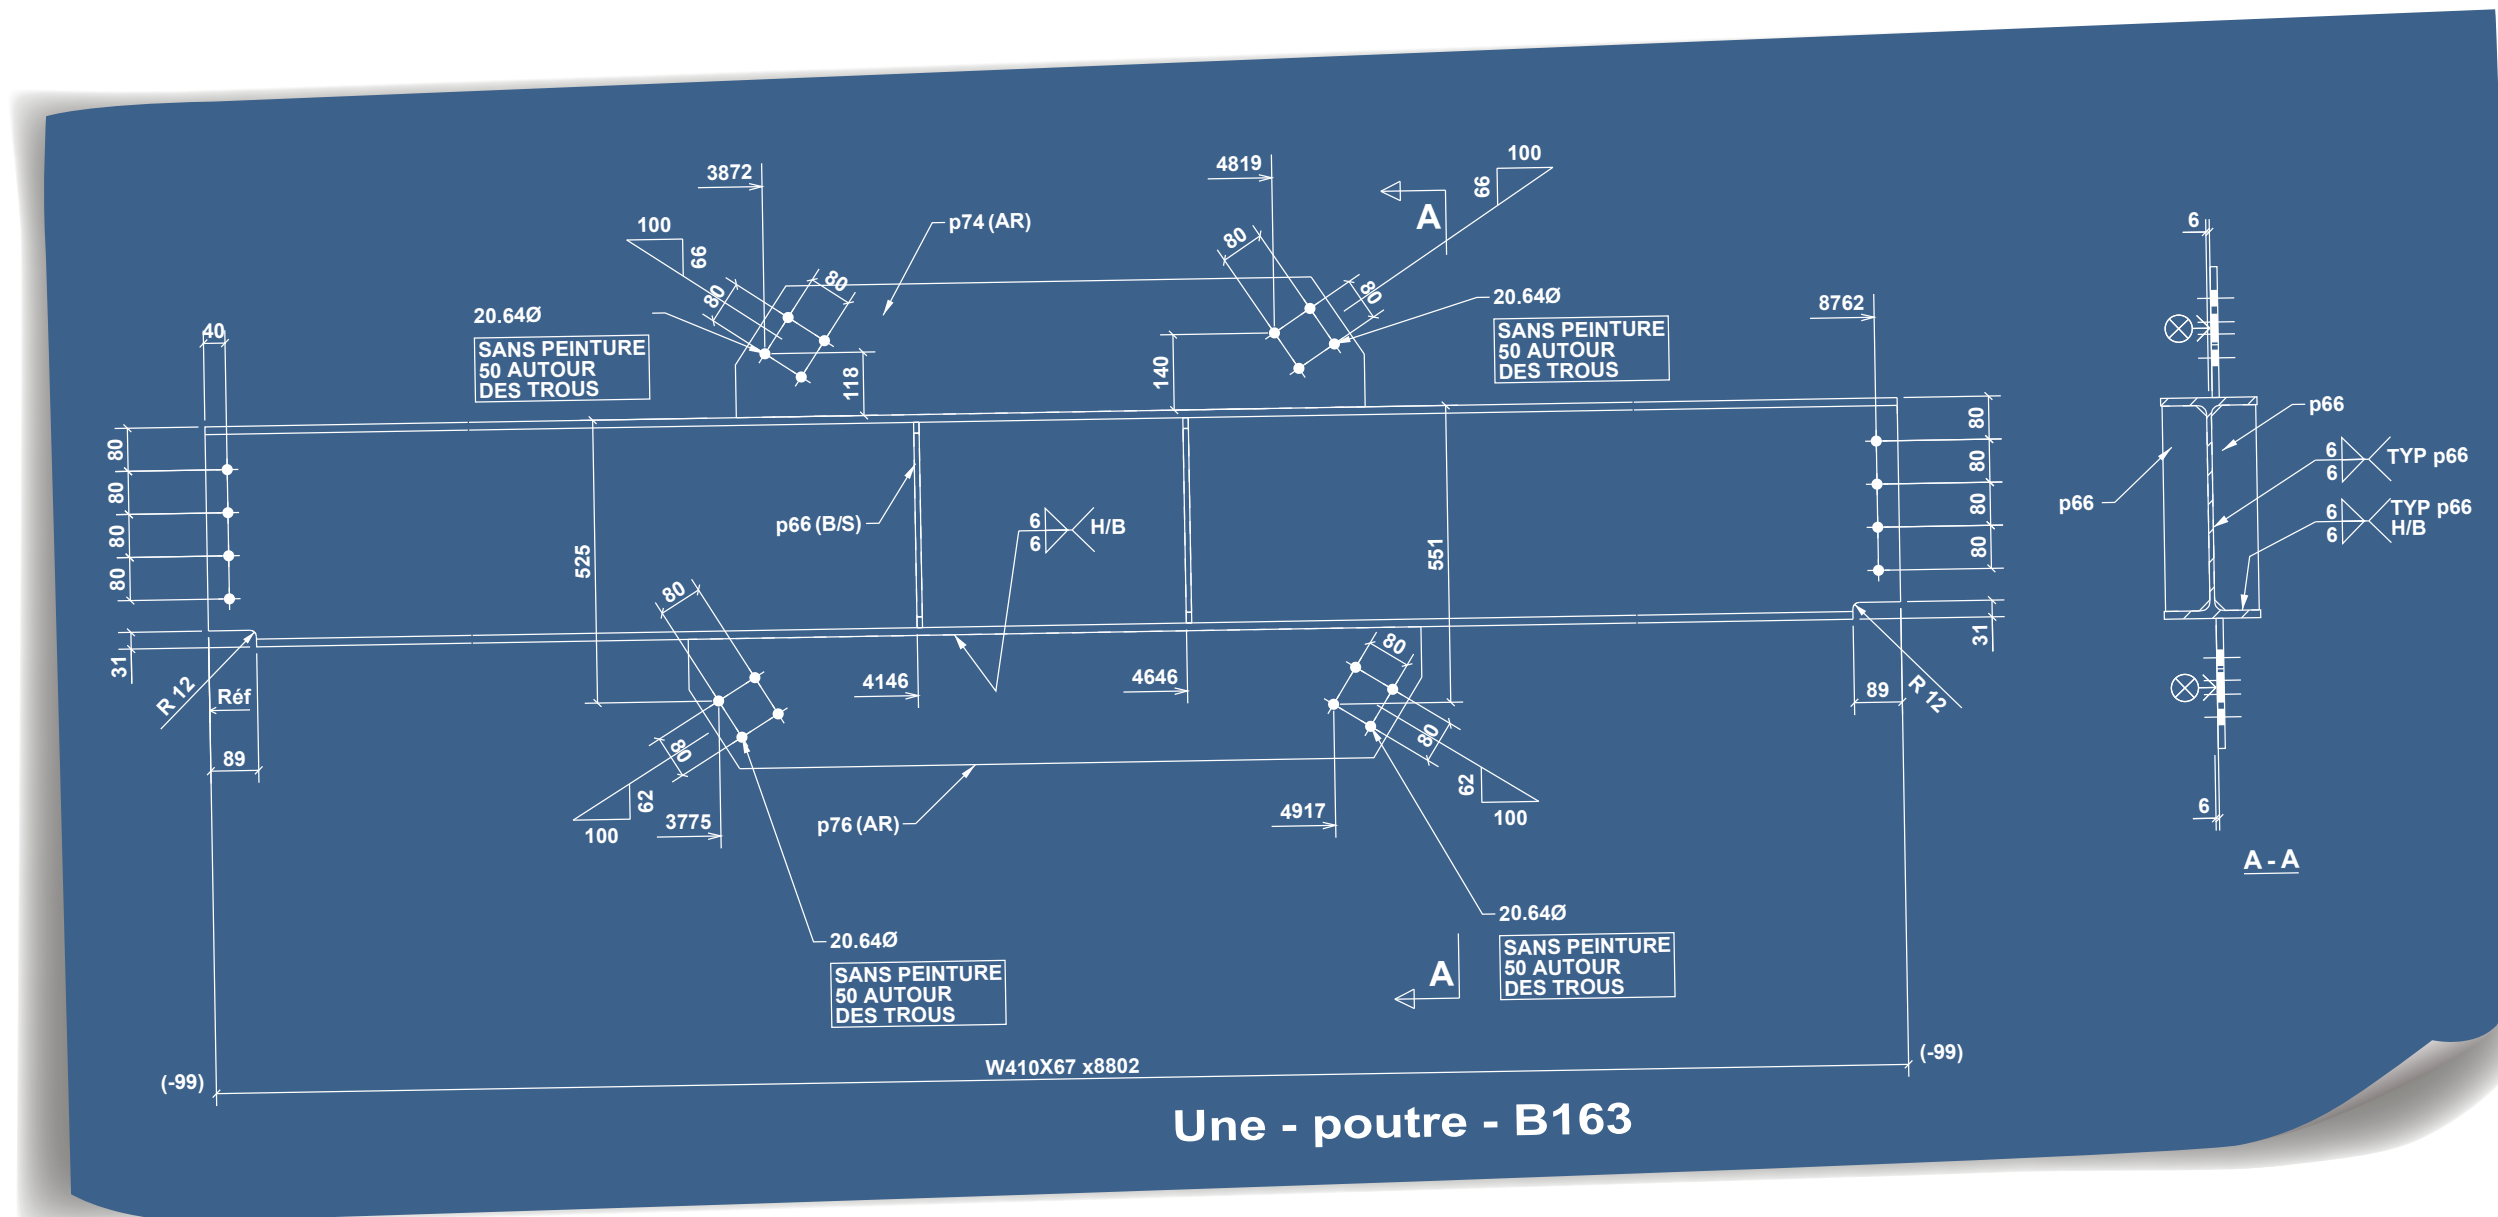 3872
4819
100
66
100
66
6
p74 (AR)
A
80
80
80
80
20.64Ø
SANS PEINTURE
50 AUTOUR
DES TROUS
20.64Ø
SANS PEINTURE
50 AUTOUR
DES TROUS
8762
40
118
140
80
80
80
80
80
80
80
80
p66
p66
6
6
TYP p66
6
6
TYP p66
H/B
p66 (B/S)
6
6
H/B
525
551
80
80
80
80
31
31
R 12
R 12
Réf
89
89
4146
4646
62
100
3775
p76 (AR)
4917
62
100
6
A - A
20.64Ø
SANS PEINTURE
50 AUTOUR
DES TROUS
20.64Ø
SANS PEINTURE
50 AUTOUR
DES TROUS
A
W410X67 x8802
(-99)
(-99)
Une - poutre - B163